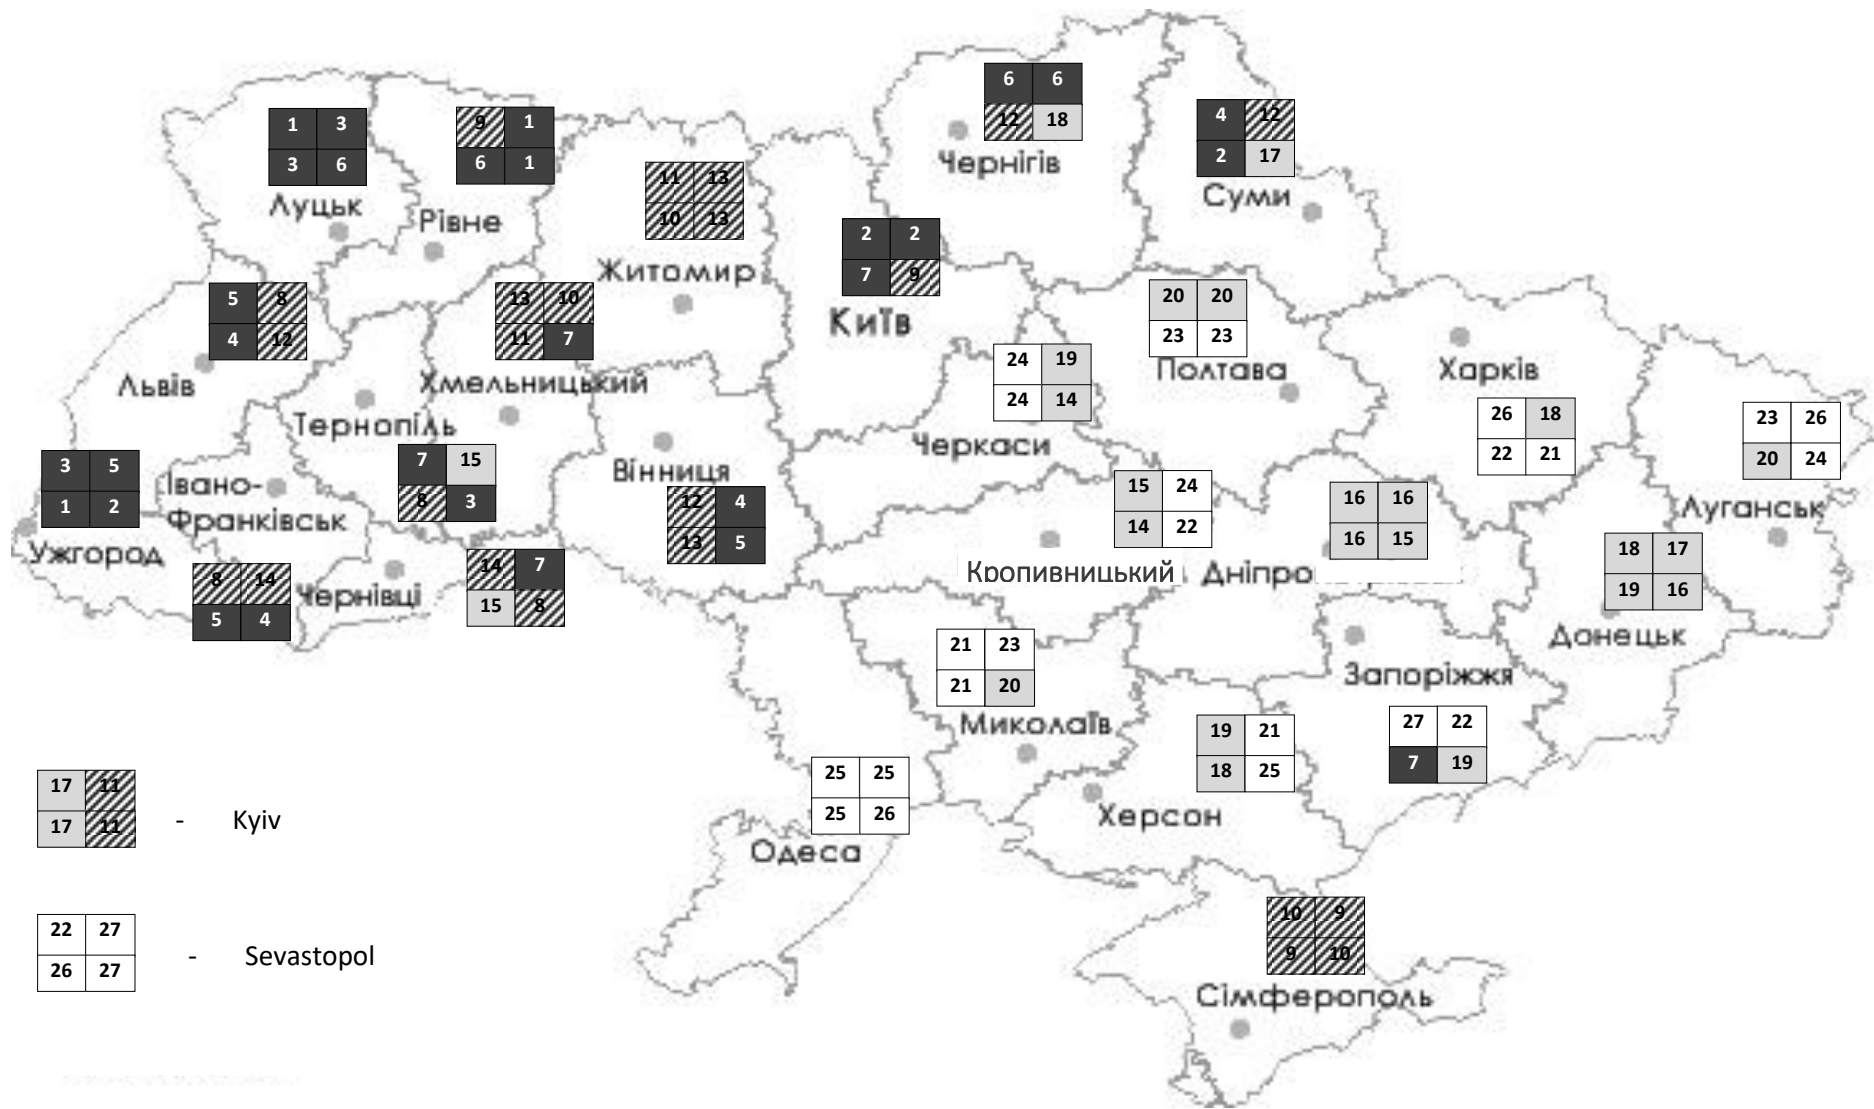 6 6
12 18
4 12
2 17
1 3
3 6
9 1
6 1
Чернігів
Суми
11 13
10 13
Луцьк
Рівне
2 2
7 9
Житомир
Київ
5 8
4 12
13 10
11 7
20 20
23 23
24 19
24 14
Полтава
Харків
Львів
Хмельницький
26 18
22 21
23 26
20 24
Тернопіль
Черкаси
7 15
8 3
Вінниця
3 5
1 2
Івано-
Франківськ
12 4
13 5
15 24
14 22
16 16
16 15
Луганськ
Ужгород
18 17
19 16
8 14
5 4
Чернівці
14 7
15 8
Кропивницький
Дніпро
Донецьк
21 23
21 20
Запоріжжя
Миколаїв
19 21
18 25
27 22
7 19
25 25
25 26
Херсон
Одеса
17 11
17 11
- Kyiv
10 9
9 10
22 27
26 27
- Sevastopol
Сімферополь